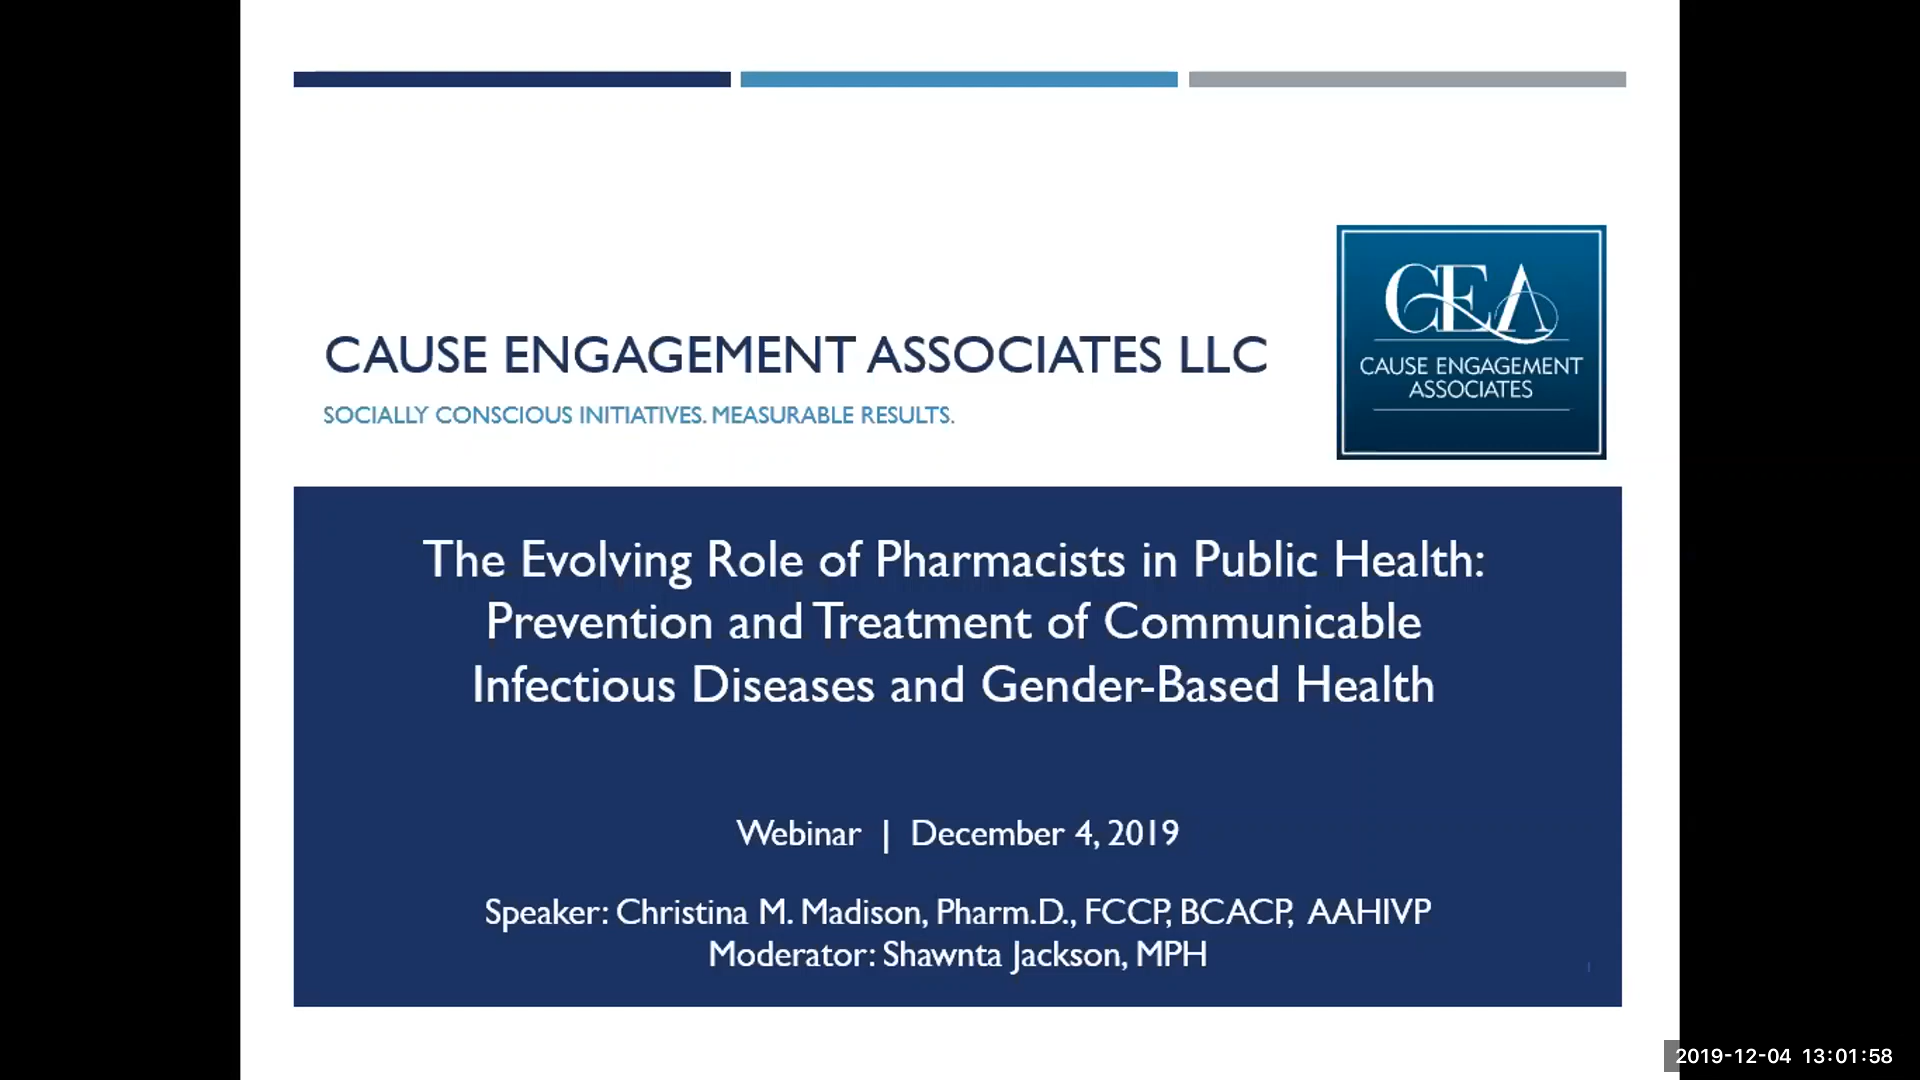 CAUSE ENGAGEMENT ASSOCIATES LLC
SOCIALLY CONSCIOUS INITIATIVES. MEASURABLE RESULTS.
CEA
CAUSE ENGAGEMENT
ASSOCIATES
The Evolving Role of Pharmacists in Public Health:
Prevention and Treatment of Communicable
Infectious Diseases and Gender-Based Health
Webinar | December 4, 2019
Speaker: Christina M. Madison, Pharm.D., FCCP, BCACP, AAHIVP
Moderator: Shawnta Jackson, MPH
1
2019-12-04 13:01:58